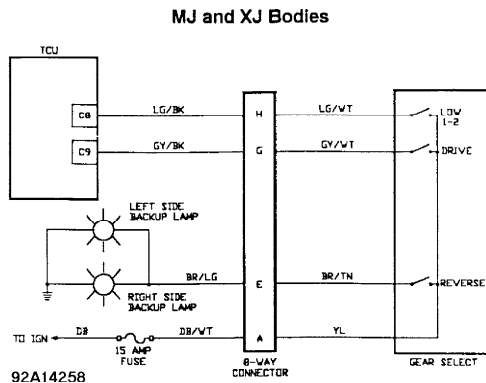 MJ and XJ Bodies
TCU
C8
LG/BK
H
LG/WT
LOW
1-2
C9
GY/BK
G
GY/WT
DRIVE
LEFT SIDE
BACKUP LAMP
BR/LG
E
BR/TN
REVERSE
RIGHT SIDE
BACKUP LAMP
TO IGN
DB
DB/WT
A
YL
15 AMP
FUSE
8-WAY
CONNECTOR
GEAR SELECT
92A14258